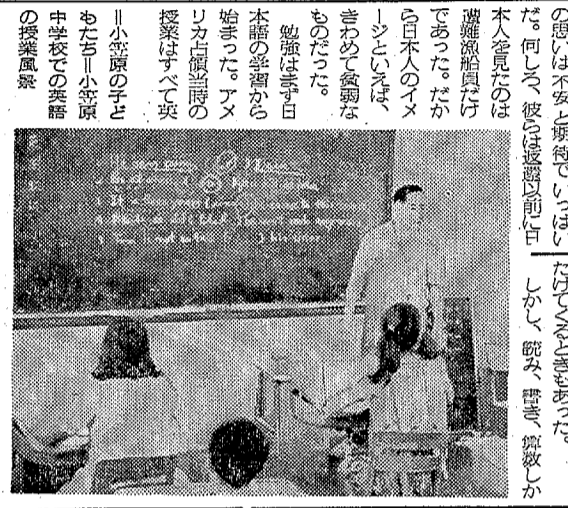 の思いは不安と期待でいっぱい
だ。何しろ、彼らは返還以前に日
本人を見たのは
遭難漁船員だけ
であった。だか
ら日本人のイメ
ージといえば、
きわめて貧弱な
ものだった。
勉強はまず日
本語の学習から
始まった。アメ
リカ占領当時の
授業はすべて英
＝小笠原の子ど
もたち＝小笠原
中学校での英語
の授業風景
だけてくるときもあった。
しかし、読み、書き、算数しか